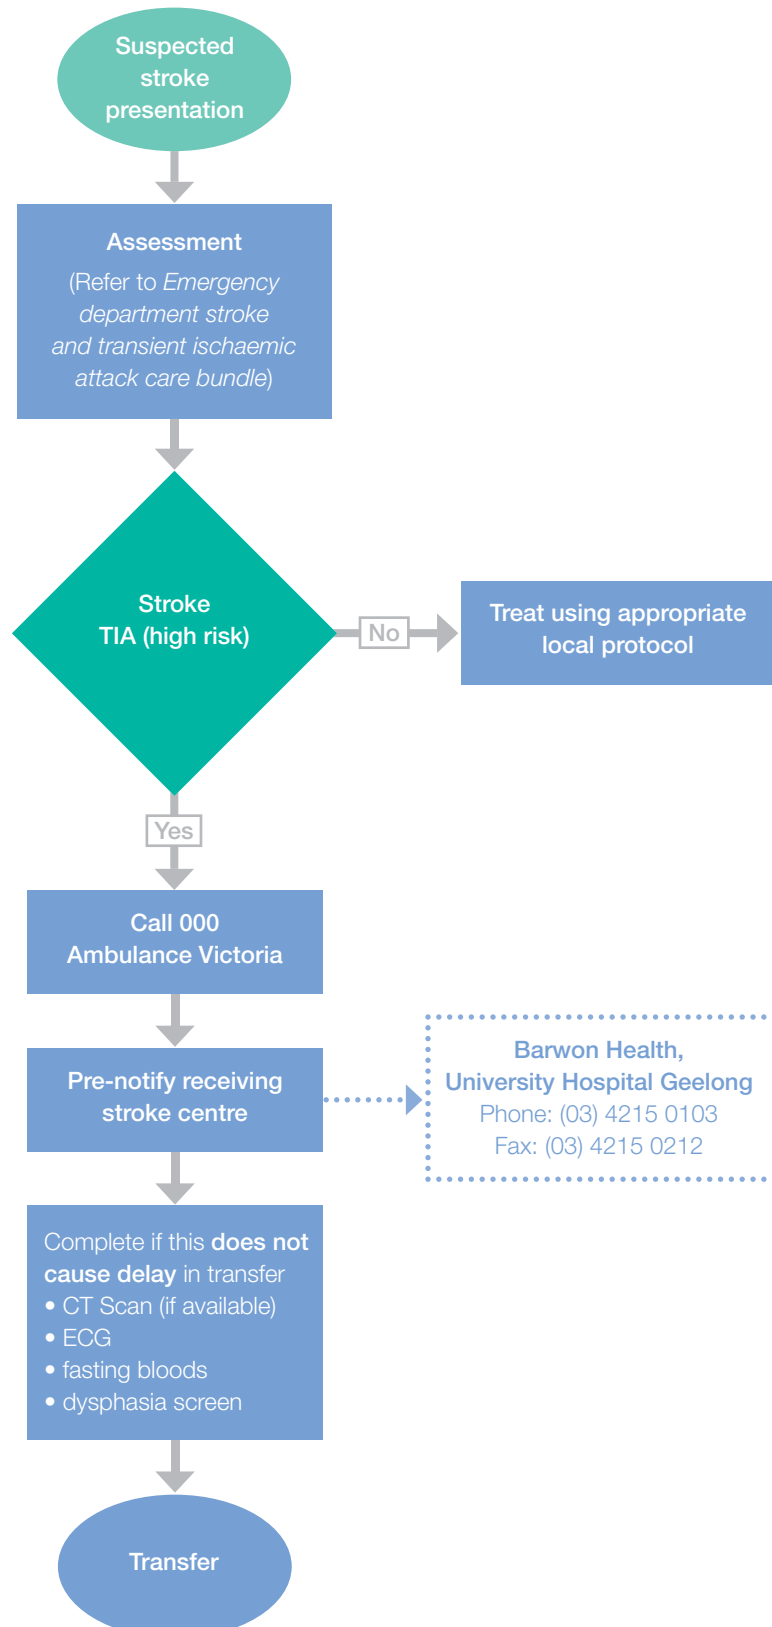 Suspected
stroke
presentation
Assessment
(Refer to Emergency
department stroke
and transient ischaemic
attack care bundle)
Stroke
TIA (high risk)
No
Treat using appropriate
local protocol
Yes
Call 000
Ambulance Victoria
Pre-notify receiving
stroke centre
Barwon Health,
University Hospital Geelong
Phone: (03) 4215 0103
Fax: (03) 4215 0212
Complete if this does not
cause delay in transfer
• CT Scan (if available)
• ECG
• fasting bloods
• dysphasia screen
Transfer